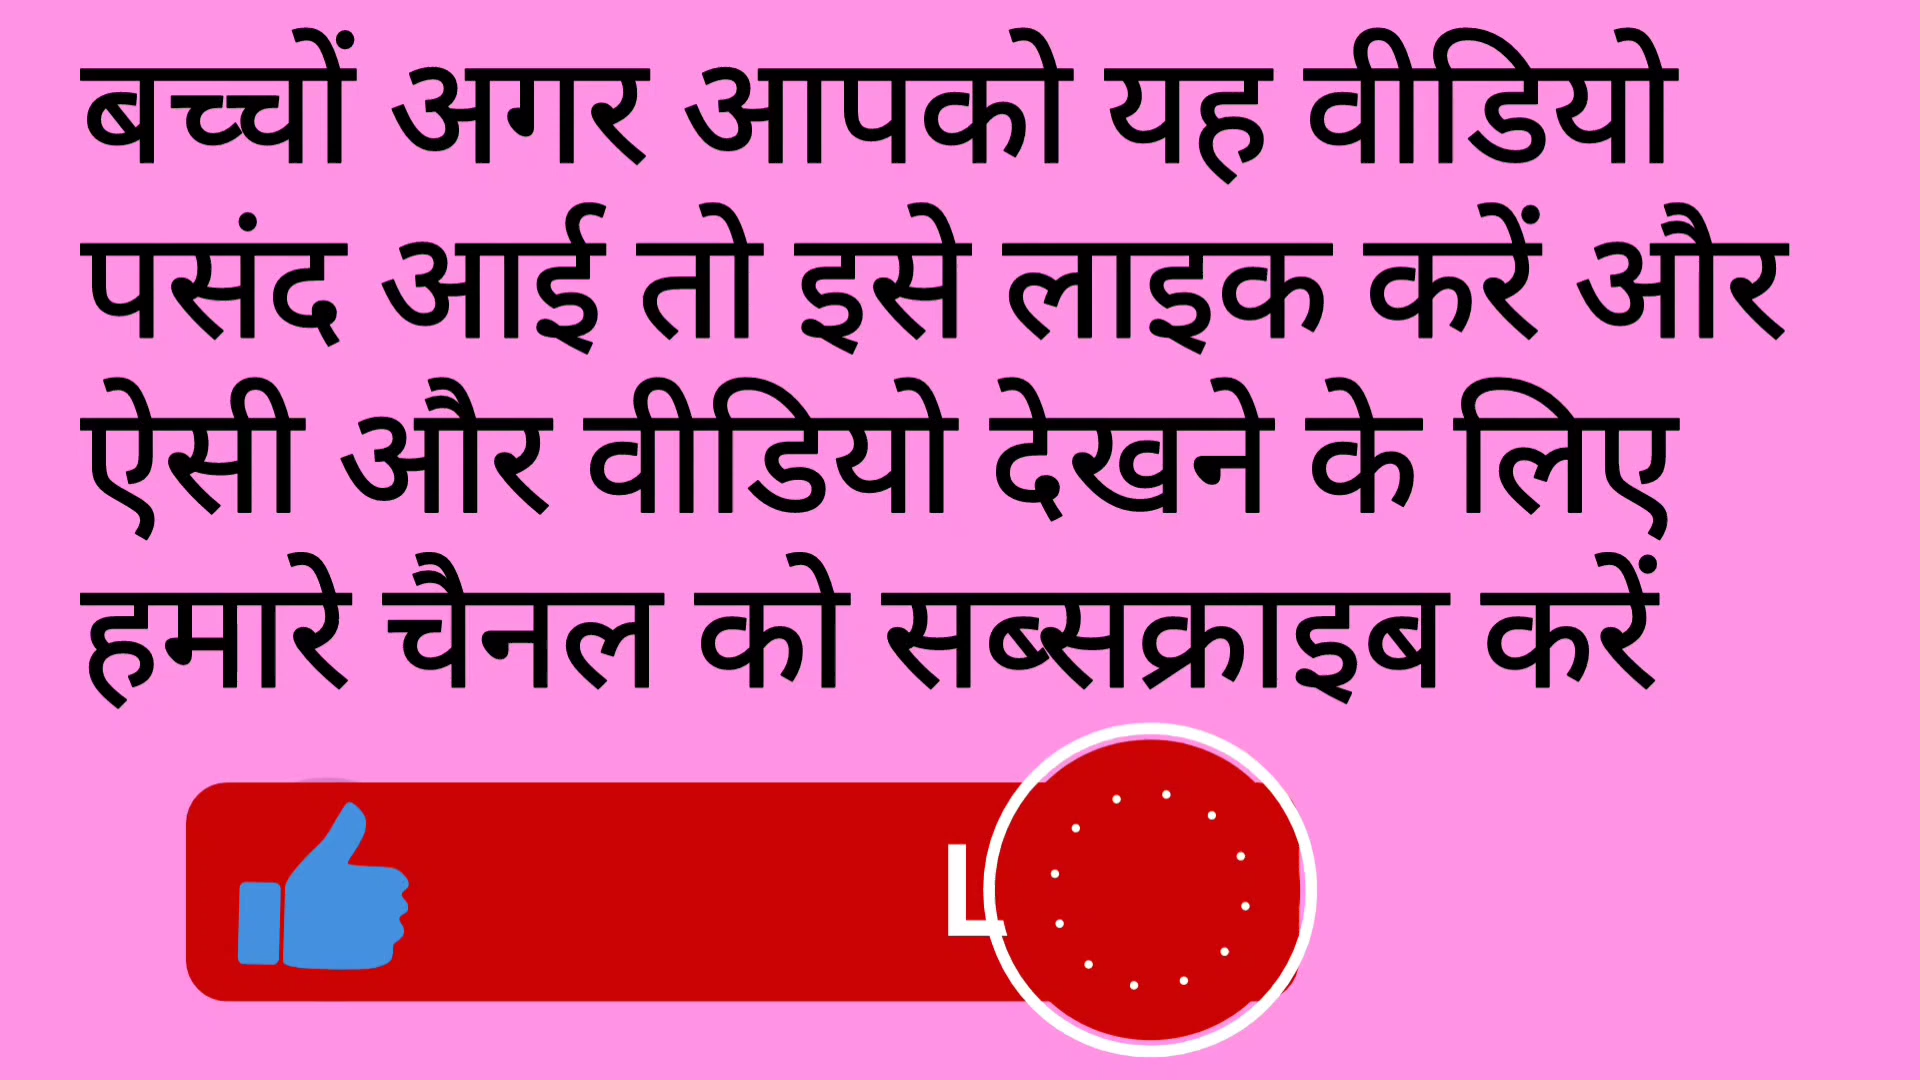 बच्चों अगर आपको यह वीडियो
पसंद आई तो इसे लाइक करें और
ऐसी और वीडियो देखने के लिए
हमारे चैनल को सब्सक्राइब करें
L